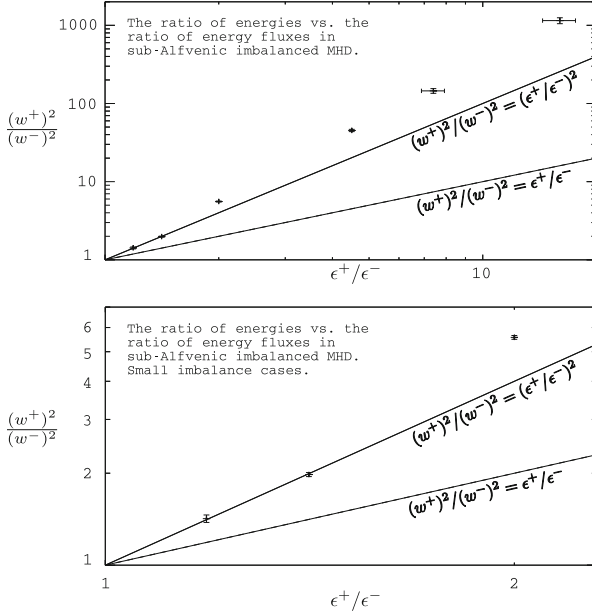 1000
The ratio of energies vs. the
ratio of energy fluxes in
sub-Alfvenic imbalanced MHD.
100
(w⁺)²/(w⁻)² = (ϵ⁺/ϵ⁻)²
(w⁺)²
(w⁻)²
10
(w⁺)²/(w⁻)² = ϵ⁺/ϵ⁻
1
ϵ⁺/ϵ⁻
10
6
The ratio of energies vs. the
ratio of energy fluxes in
sub-Alfvenic imbalanced MHD.
Small imbalance cases.
5
4
(w⁺)²/(w⁻)² = (ϵ⁺/ϵ⁻)²
3
(w⁺)²
(w⁻)²
2
(w⁺)²/(w⁻)² = ϵ⁺/ϵ⁻
1
1
ϵ⁺/ϵ⁻
2